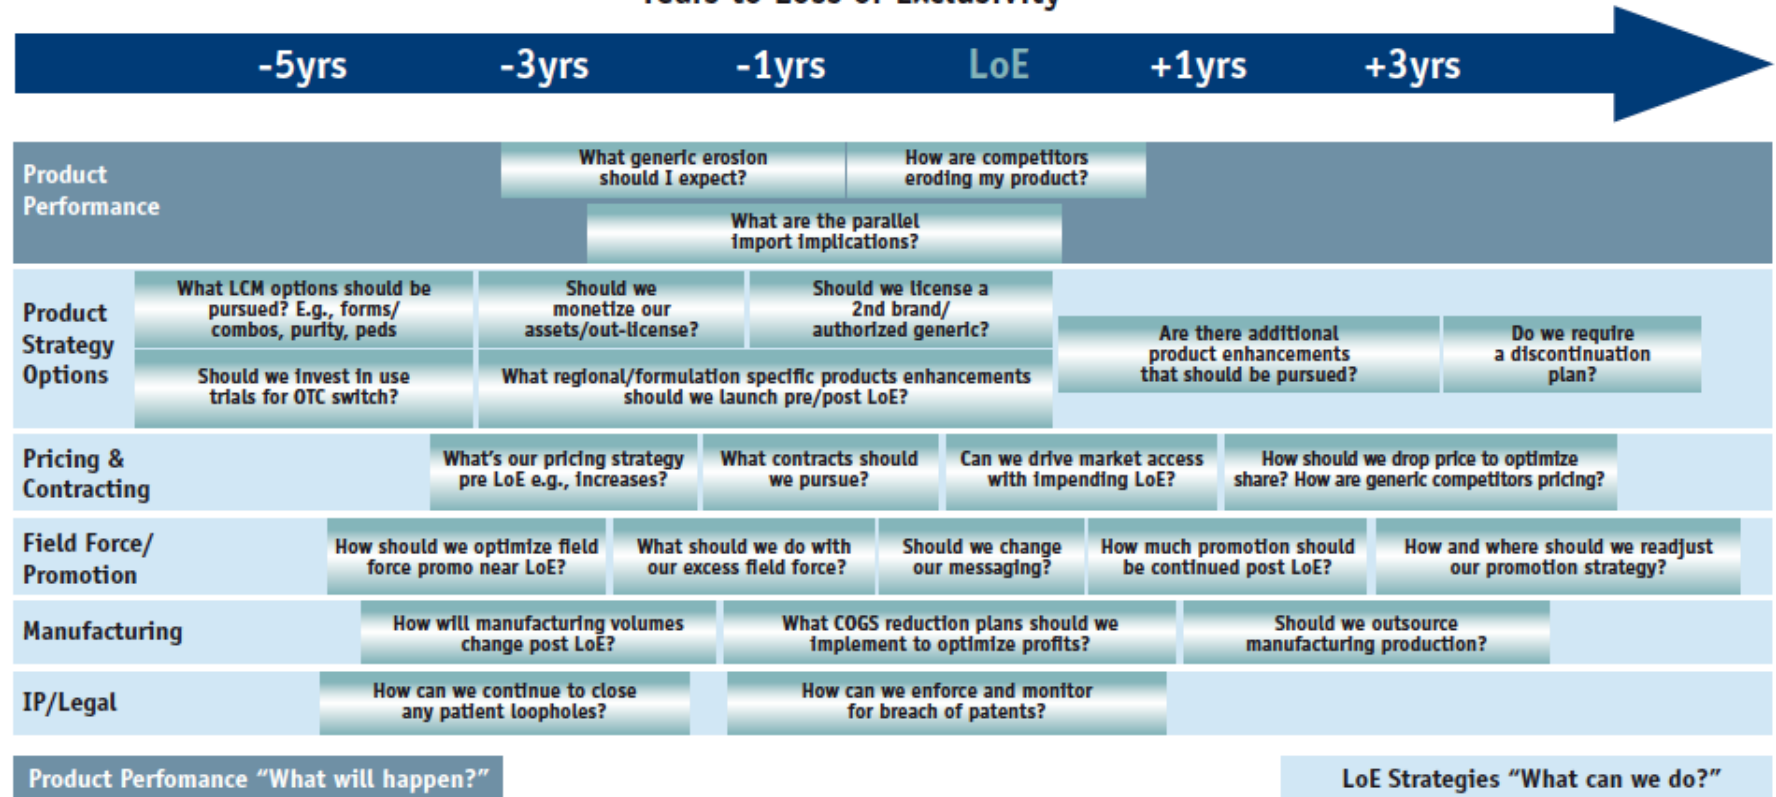 Years to Loss of Exclusivity
-5yrs -3yrs -1yrs LoE +1yrs +3yrs
Product
Performance
What generic erosion
should I expect?
How are competitors
eroding my product?
What are the parallel
import implications?
Product
Strategy
Options
What LCM options should be
pursued? E.g., forms/
combos, purity, peds
Should we
monetize our
assets/out-license?
Should we license a
2nd brand/
authorized generic?
Should we invest in use
trials for OTC switch?
What regional/formulation specific products enhancements
should we launch pre/post LoE?
Are there additional
product enhancements
that should be pursued?
Do we require
a discontinuation
plan?
Pricing &
Contracting
What's our pricing strategy
pre LoE e.g., increases?
What contracts should
we pursue?
Can we drive market access
with impending LoE?
How should we drop price to optimize
share? How are generic competitors pricing?
Field Force/
Promotion
How should we optimize field
force promo near LoE?
What should we do with
our excess field force?
Should we change
our messaging?
How much promotion should
be continued post LoE?
How and where should we readjust
our promotion strategy?
Manufacturing
How will manufacturing volumes
change post LoE?
What COGS reduction plans should we
implement to optimize profits?
Should we outsource
manufacturing production?
IP/Legal
How can we continue to close
any patient loopholes?
How can we enforce and monitor
for breach of patents?
Product Perfomance "What will happen?"
LoE Strategies "What can we do?"